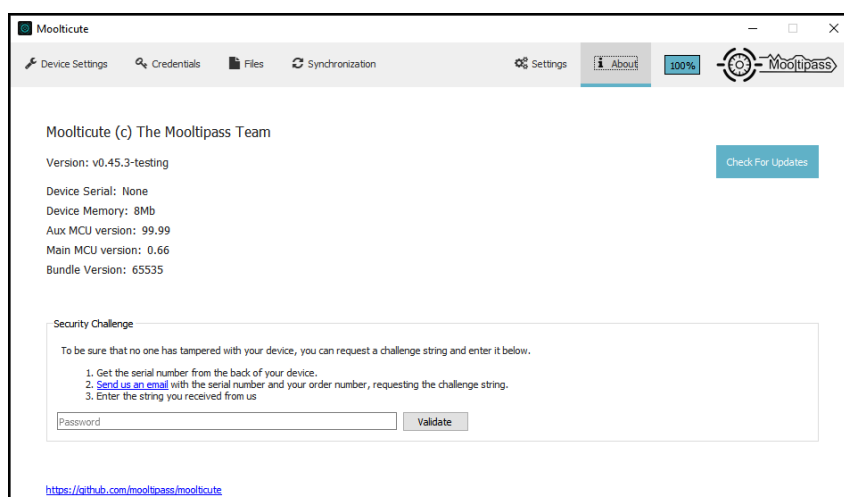 Moolticute
Device Settings Credentials Files Synchronization Settings i About 100% Mooltipass
Moolticute (c) The Mooltipass Team
Version: v0.45.3-testing
Check For Updates
Device Serial: None
Device Memory: 8Mb
Aux MCU version: 99.99
Main MCU version: 0.66
Bundle Version: 65535
Security Challenge
To be sure that no one has tampered with your device, you can request a challenge string and enter it below.
1. Get the serial number from the back of your device.
2. Send us an email with the serial number and your order number, requesting the challenge string.
3. Enter the string you received from us
Password Validate
https://github.com/mooltipass/moolticute